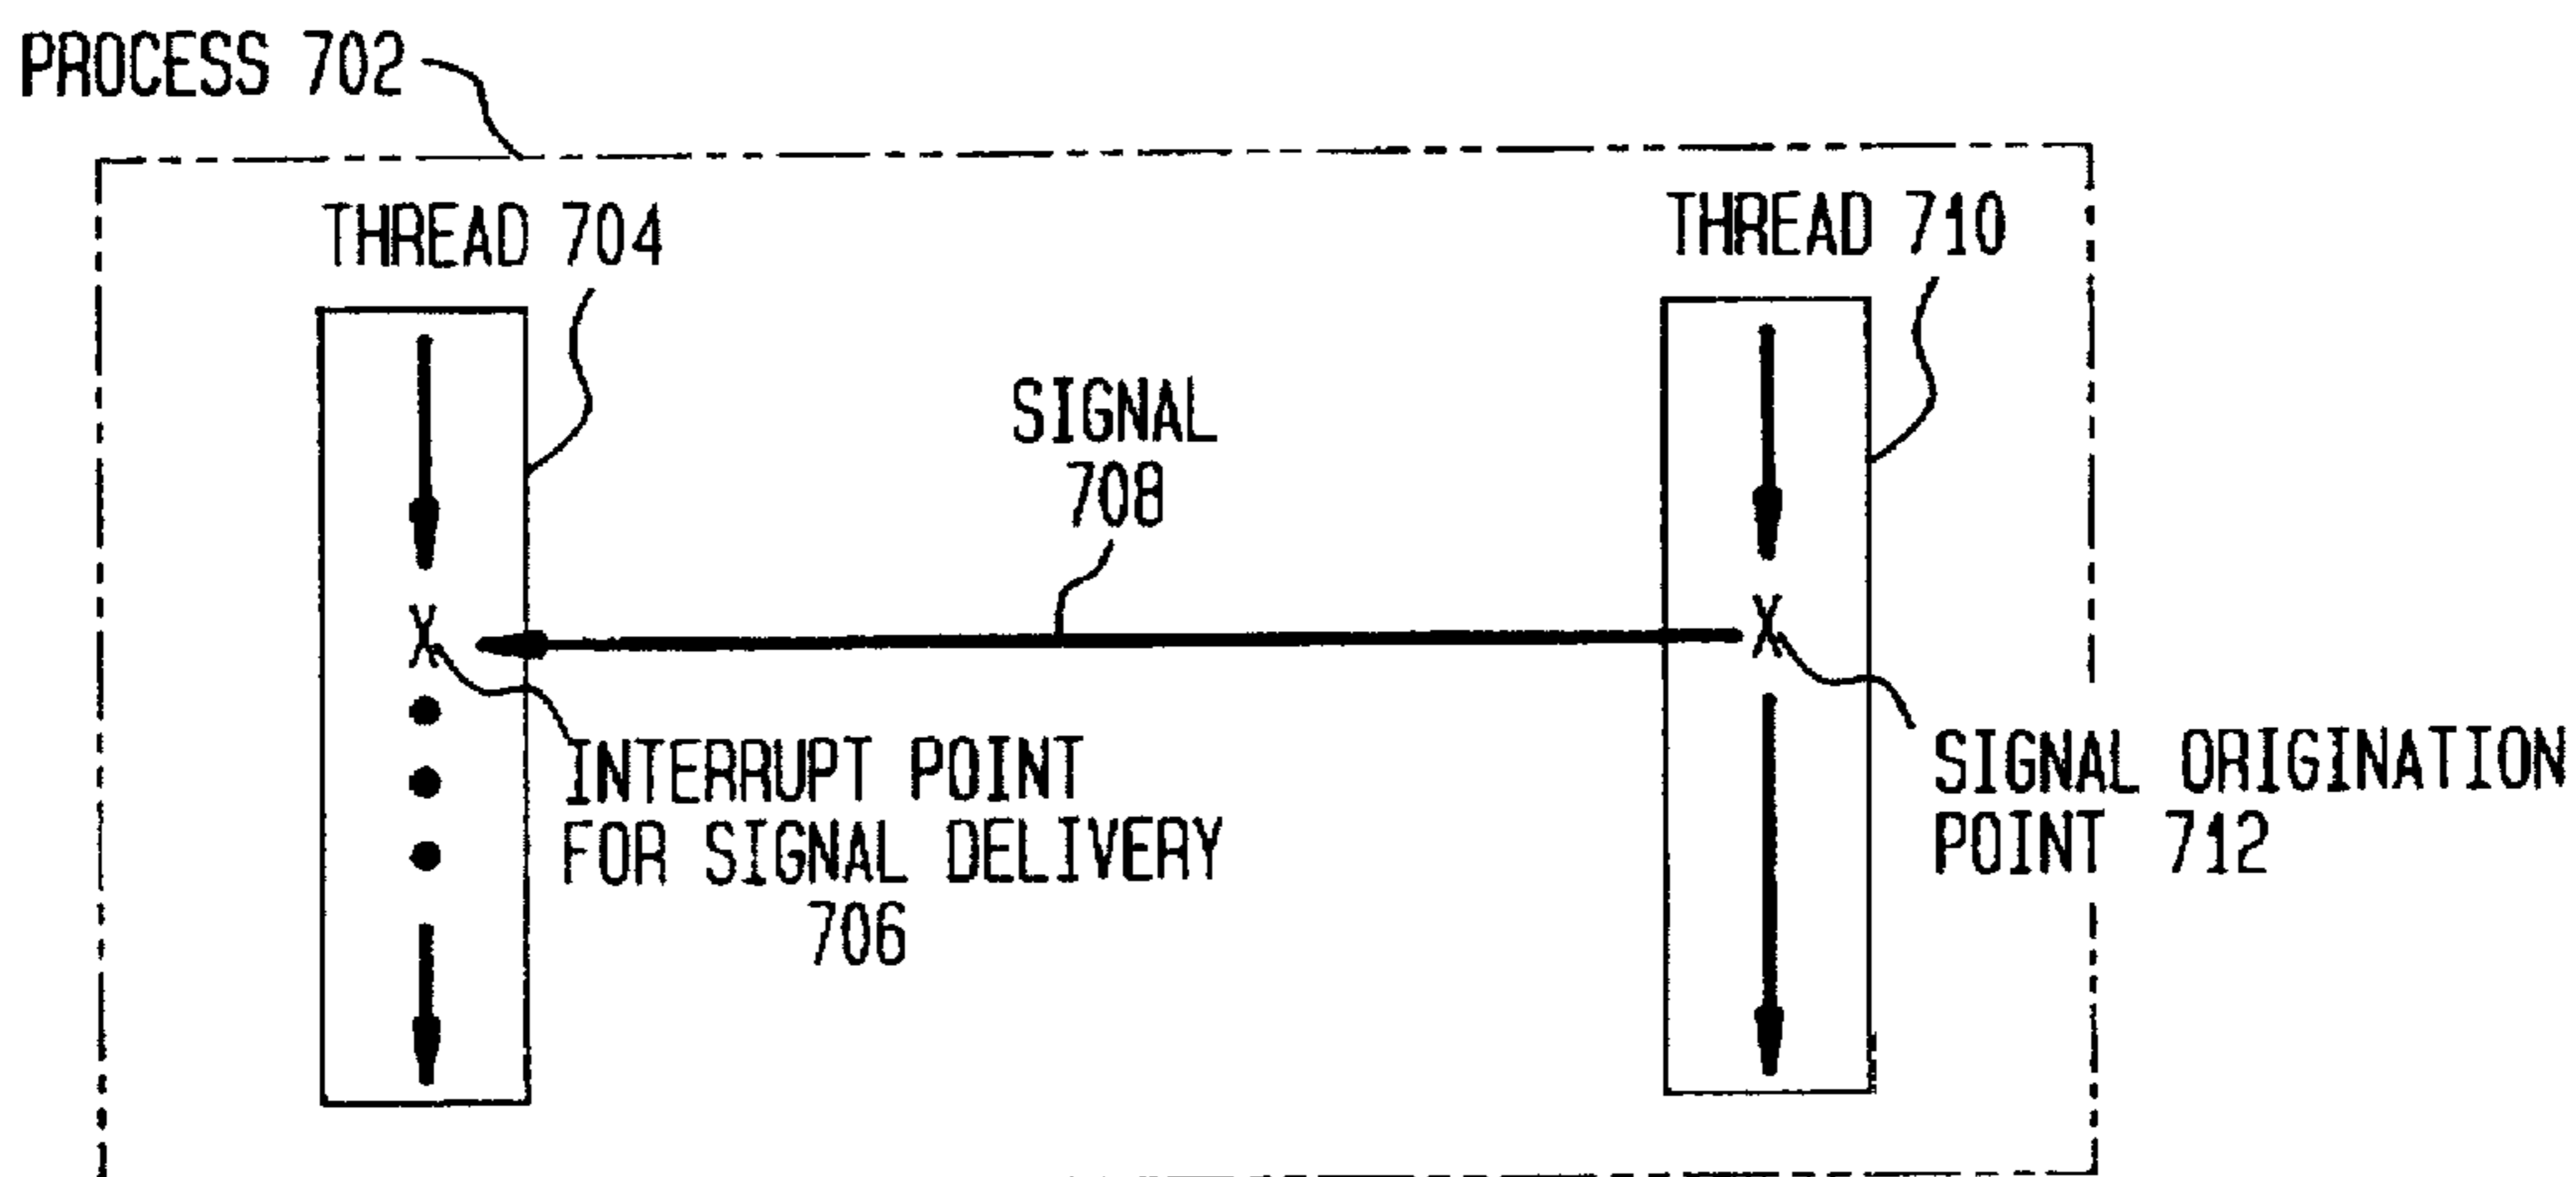 PROCESS 702
THREAD 704
THREAD 710
SIGNAL
708
X
X
INTERRUPT POINT
FOR SIGNAL DELIVERY
706
SIGNAL ORIGINATION
POINT 712